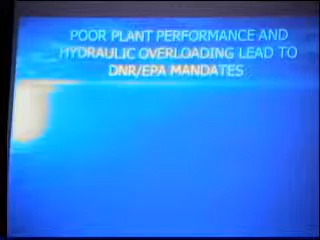 POOR PLANT PERFORMANCE AND
HYDRAULIC OVERLOADING LEAD TO
DNR/EPA MANDATES